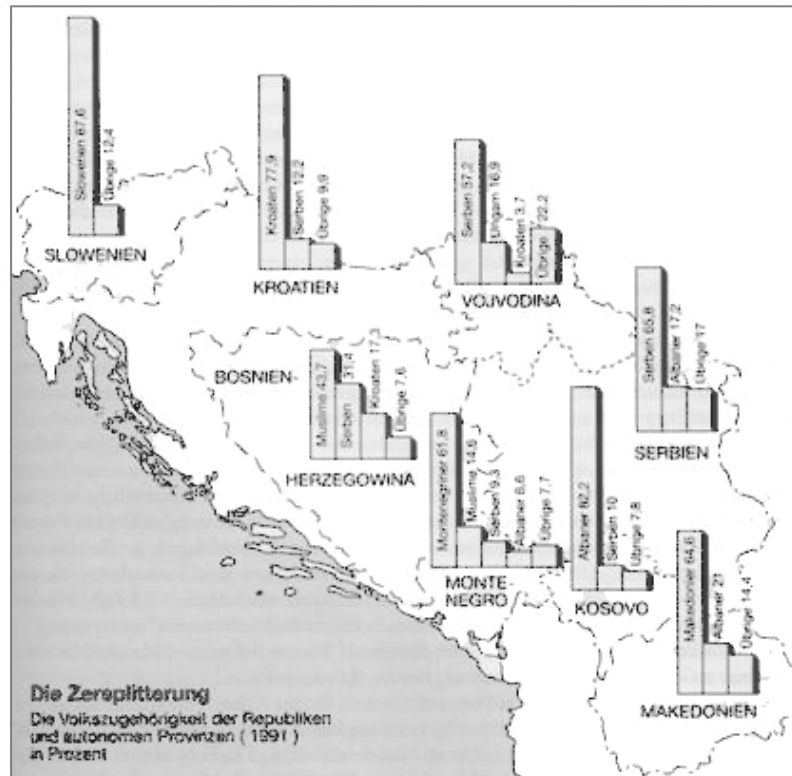 Slowenen 87,6
Übrige 12,4
SLOWENIEN
Kroaten 77,9
Serben 12,2
Übrige 9,9
KROATIEN
Serben 57,2
Ungarn 16,9
Kroaten 3,7
Übrige 22,2
VOJVODINA
Serben 65,8
Albaner 17,2
Übrige 17
SERBIEN
BOSNIEN-
Muslime 43,7
Serben 31,4
Kroaten 17,3
Übrige 7,6
HERZEGOWINA
Montenegriner 61,8
Muslime 14,6
Serben 9,3
Albaner 6,6
Übrige 7,7
MONTE-
NEGRO
Albaner 82,2
Serben 10
Übrige 7,8
KOSOVO
Makedonier 64,6
Albaner 21
Übrige 14,4
MAKEDONIEN
Die Zersplitterung
Die Volkszugehörigkeit der Republiken
und autonomen Provinzen ( 1991 )
in Prozent